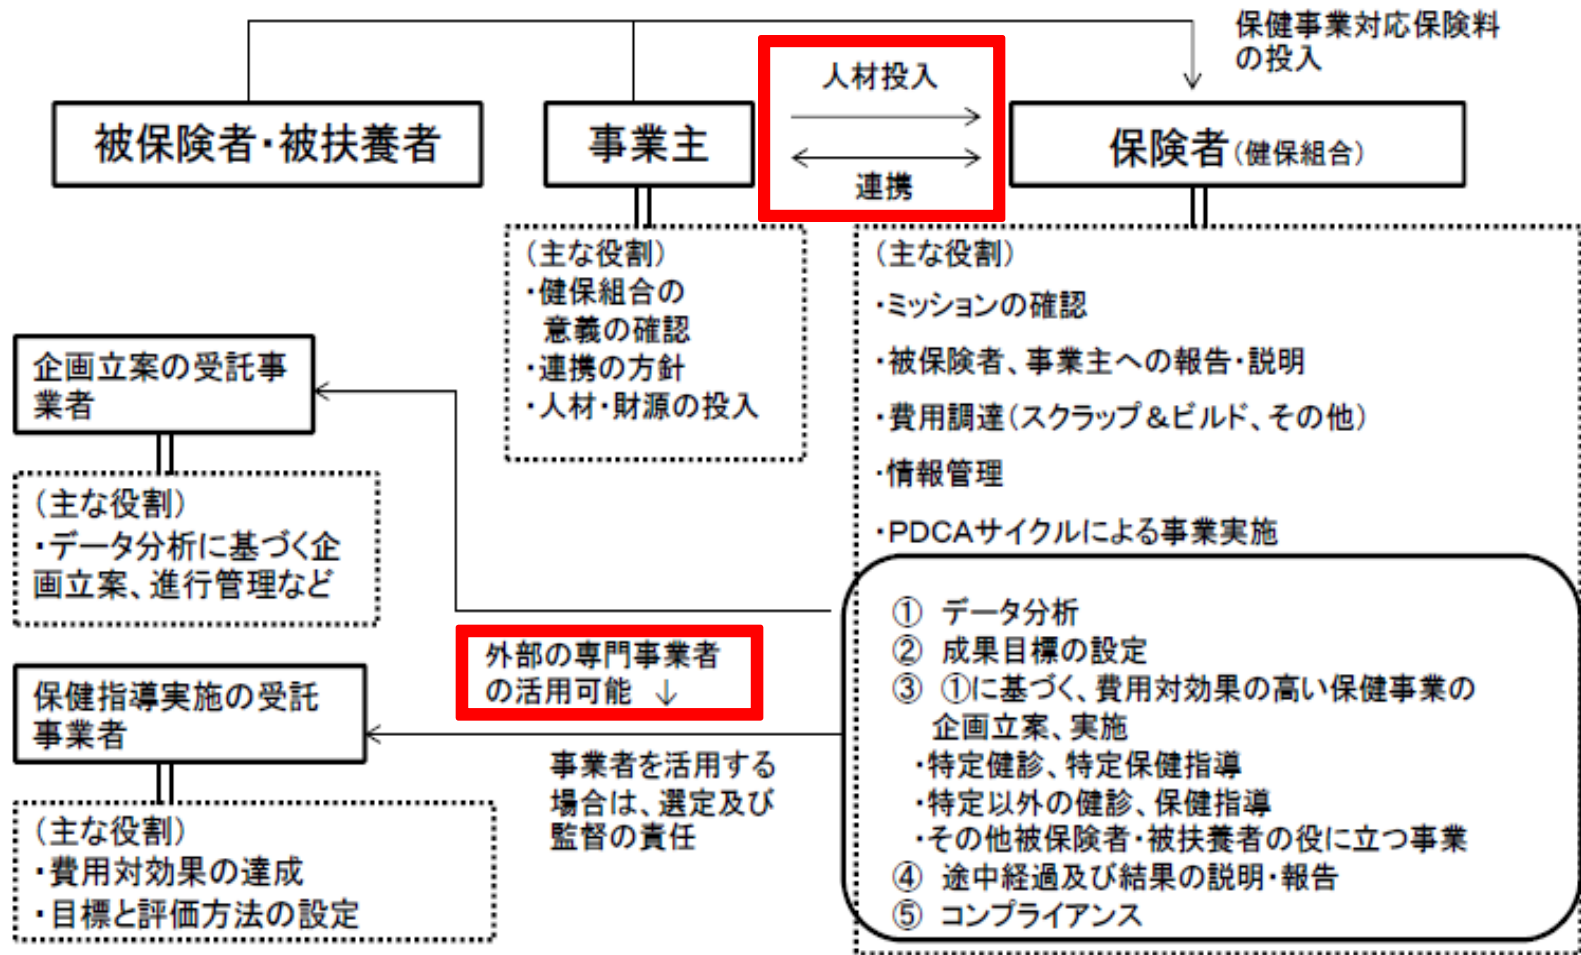 保健事業対応保険料
の投入
被保険者・被扶養者
事業主
人材投入
連携
保険者(健保組合)
(主な役割)
・健保組合の
意義の確認
・連携の方針
・人材・財源の投入
(主な役割)
・ミッションの確認
・被保険者、事業主への報告・説明
・費用調達(スクラップ&ビルド、その他)
・情報管理
・PDCAサイクルによる事業実施
① データ分析
② 成果目標の設定
③ ①に基づく、費用対効果の高い保健事業の
企画立案、実施
・特定健診、特定保健指導
・特定以外の健診、保健指導
・その他被保険者・被扶養者の役に立つ事業
④ 途中経過及び結果の説明・報告
⑤ コンプライアンス
企画立案の受託事
業者
(主な役割)
・データ分析に基づく企
画立案、進行管理など
外部の専門事業者
の活用可能 ↓
事業者を活用する
場合は、選定及び
監督の責任
保健指導実施の受託
事業者
(主な役割)
・費用対効果の達成
・目標と評価方法の設定